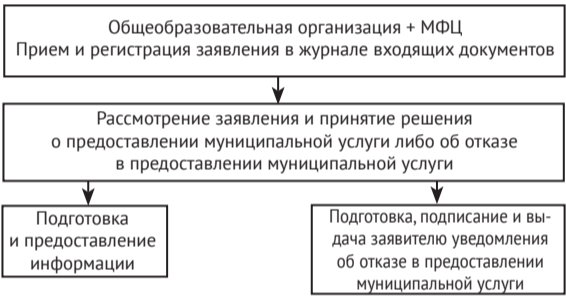 Общеобразовательная организация + МФЦ
Прием и регистрация заявления в журнале входящих документов
Рассмотрение заявления и принятие решения
о предоставлении муниципальной услуги либо об отказе
в предоставлении муниципальной услуги
Подготовка
и предоставление
информации
Подготовка, подписание и вы-
дача заявителю уведомления
об отказе в предоставлении
муниципальной услуги